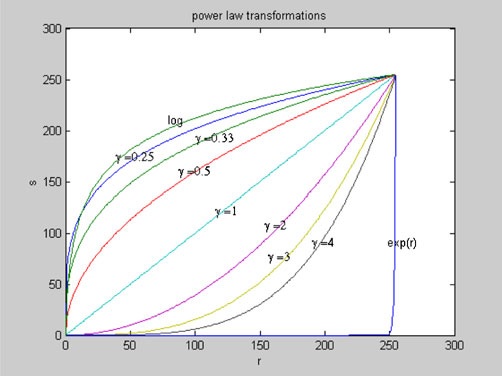 power law transformations
300
250
200
150
100
50
0
s
log
γ =0.25
γ =0.33
γ =0.5
γ =1
γ =2
γ =3
γ =4
exp(r)
0 50 100 150 200 250 300
r